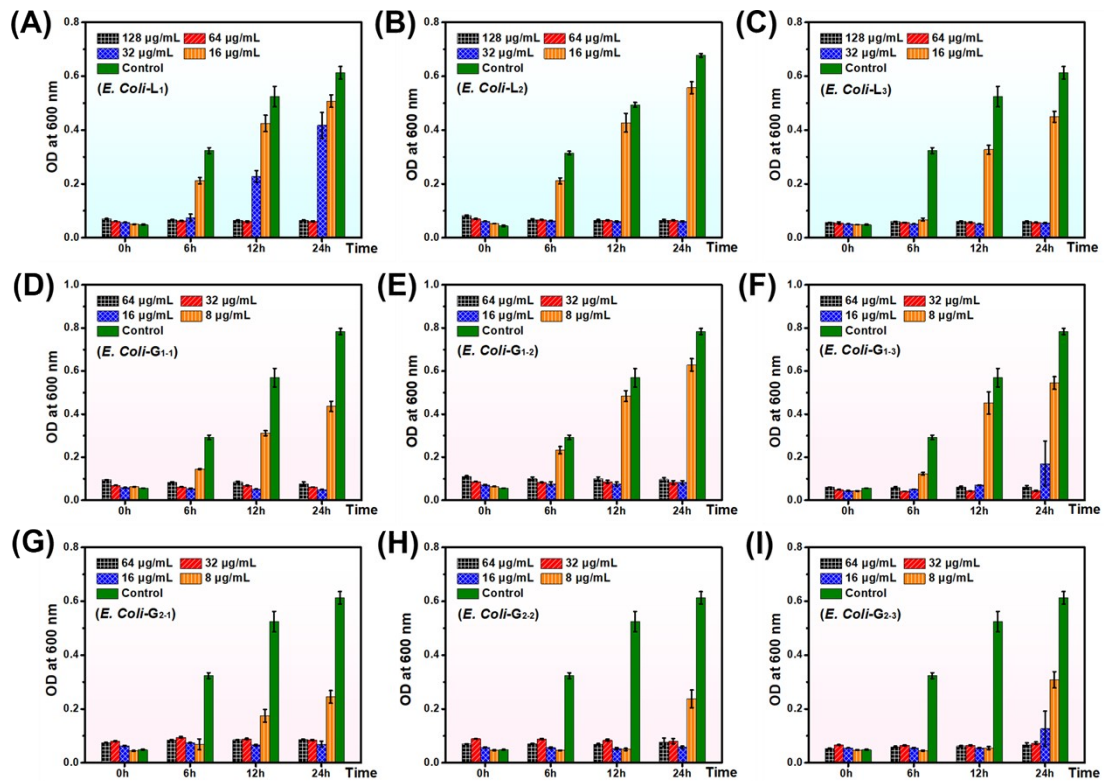 (A)
0.8
0.6
0.4
0.2
0.0
OD at 600 nm
128 µg/mL 64 µg/mL
32 µg/mL 16 µg/mL
Control
(E. Coli-L1)
0h 6h 12h 24h Time
(B)
0.8
0.6
0.4
0.2
0.0
OD at 600 nm
128 µg/mL 64 µg/mL
32 µg/mL 16 µg/mL
Control
(E. Coli-L2)
0h 6h 12h 24h Time
(C)
0.8
0.6
0.4
0.2
0.0
OD at 600 nm
128 µg/mL 64 µg/mL
32 µg/mL 16 µg/mL
Control
(E. Coli-L3)
0h 6h 12h 24h Time
(D)
1.0
0.8
0.6
0.4
0.2
0.0
OD at 600 nm
64 µg/mL 32 µg/mL
16 µg/mL 8 µg/mL
Control
(E. Coli-G1-1)
0h 6h 12h 24h Time
(E)
1.0
0.8
0.6
0.4
0.2
0.0
OD at 600 nm
64 µg/mL 32 µg/mL
16 µg/mL 8 µg/mL
Control
(E. Coli-G1-2)
0h 6h 12h 24h Time
(F)
1.0
0.8
0.6
0.4
0.2
0.0
OD at 600 nm
64 µg/mL 32 µg/mL
16 µg/mL 8 µg/mL
Control
(E. Coli-G1-3)
0h 6h 12h 24h Time
(G)
0.8
0.6
0.4
0.2
0.0
OD at 600 nm
64 µg/mL 32 µg/mL
16 µg/mL 8 µg/mL
Control
(E. Coli-G2-1)
0h 6h 12h 24h Time
(H)
0.8
0.6
0.4
0.2
0.0
OD at 600 nm
64 µg/mL 32 µg/mL
16 µg/mL 8 µg/mL
Control
(E. Coli-G2-2)
0h 6h 12h 24h Time
(I)
0.8
0.6
0.4
0.2
0.0
OD at 600 nm
64 µg/mL 32 µg/mL
16 µg/mL 8 µg/mL
Control
(E. Coli-G2-3)
0h 6h 12h 24h Time